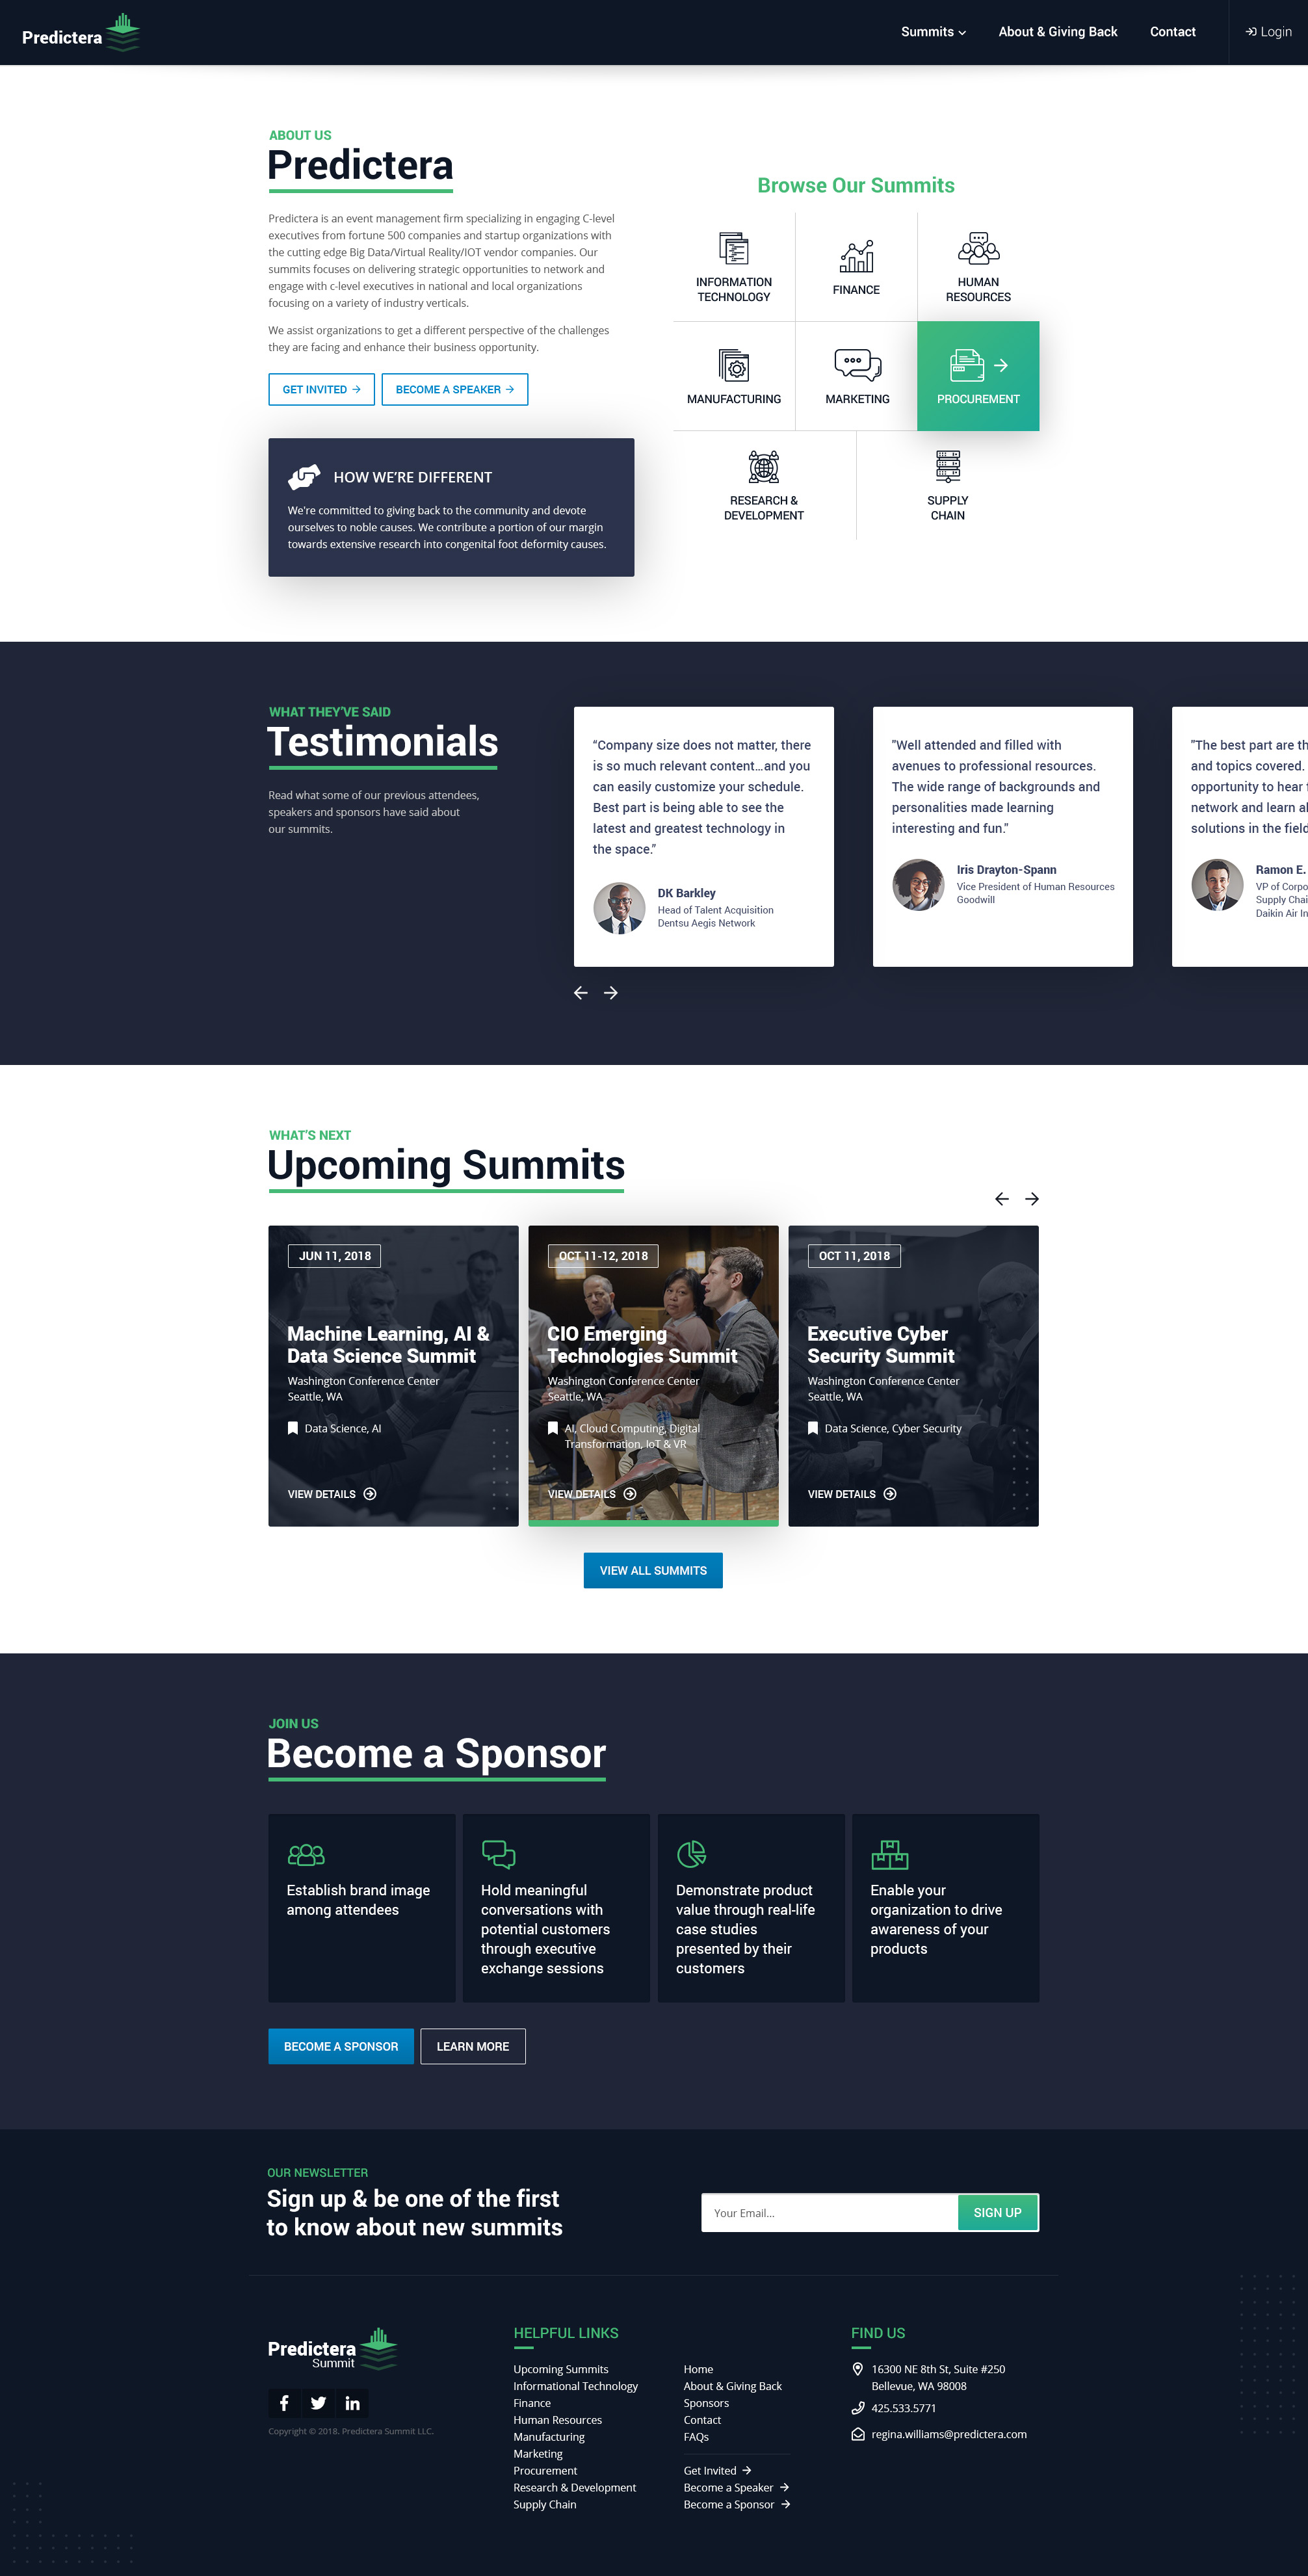 Predictera
Summits
About & Giving Back
Contact
Login
ABOUT US
Predictera
Predictera is an event management firm specializing in engaging C-level
executives from fortune 500 companies and startup organizations with
the cutting edge Big Data/Virtual Reality/IOT vendor companies. Our
summits focuses on delivering strategic opportunities to network and
engage with c-level executives in national and local organizations
focusing on a variety of industry verticals.
We assist organizations to get a different perspective of the challenges
they are facing and enhance their business opportunity.
GET INVITED
BECOME A SPEAKER
HOW WE'RE DIFFERENT
We're committed to giving back to the community and devote
ourselves to noble causes. We contribute a portion of our margin
towards extensive research into congenital foot deformity causes.
Browse Our Summits
INFORMATION
TECHNOLOGY
FINANCE
HUMAN
RESOURCES
MANUFACTURING
MARKETING
PROCUREMENT
RESEARCH &
DEVELOPMENT
SUPPLY
CHAIN
WHAT THEY'VE SAID
Testimonials
Read what some of our previous attendees,
speakers and sponsors have said about
our summits.
“Company size does not matter, there
is so much relevant content...and you
can easily customize your schedule.
Best part is being able to see the
latest and greatest technology in
the space.”
DK Barkley
Head of Talent Acquisition
Dentsu Aegis Network
"Well attended and filled with
avenues to professional resources.
The wide range of backgrounds and
personalities made learning
interesting and fun."
Iris Drayton-Spann
Vice President of Human Resources
Goodwill
"The best part are
and topics covered.
opportunity to hear
network and learn
solutions in the
Ramon E.
VP of
Supply
Daikin Air
WHAT'S NEXT
Upcoming Summits
JUN 11, 2018
Machine Learning, AI &
Data Science Summit
Washington Conference Center
Seattle, WA
Data Science, AI
VIEW DETAILS
OCT 11-12, 2018
CIO Emerging
Technologies Summit
Washington Conference Center
Seattle, WA
AI, Cloud Computing, Digital
Transformation, IoT & VR
VIEW DETAILS
OCT 11, 2018
Executive Cyber
Security Summit
Washington Conference Center
Seattle, WA
Data Science, Cyber Security
VIEW DETAILS
VIEW ALL SUMMITS
JOIN US
Become a Sponsor
Establish brand image
among attendees
Hold meaningful
conversations with
potential customers
through executive
exchange sessions
Demonstrate product
value through real-life
case studies
presented by their
customers
Enable your
organization to drive
awareness of your
products
BECOME A SPONSOR
LEARN MORE
OUR NEWSLETTER
Sign up & be one of the first
to know about new summits
Your Email...
SIGN UP
Predictera
Summit
Copyright © 2018. Predictera Summit LLC.
HELPFUL LINKS
Upcoming Summits
Informational Technology
Finance
Human Resources
Manufacturing
Marketing
Procurement
Research & Development
Supply Chain
Home
About & Giving Back
Sponsors
Contact
FAQs
Get Invited
Become a Speaker
Become a Sponsor
FIND US
16300 NE 8th St, Suite #250
Bellevue, WA 98008
425.533.5771
regina.williams@predictera.com